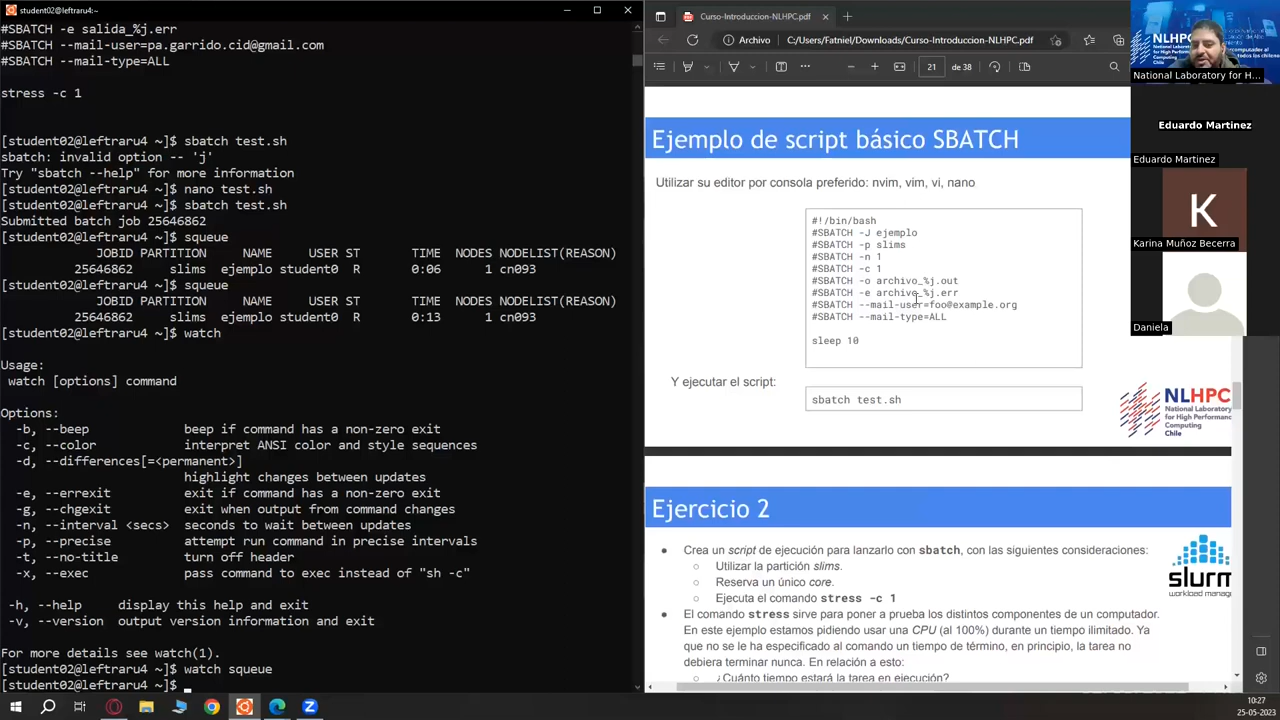 student02@leftraru4:~
#SBATCH -e salida_%j.err
#SBATCH --mail-user=pa.garrido.cid@gmail.com
#SBATCH --mail-type=ALL
stress -c 1
[student02@leftraru4 ~]$ sbatch test.sh
sbatch: invalid option -- 'j'
Try "sbatch --help" for more information
[student02@leftraru4 ~]$ nano test.sh
[student02@leftraru4 ~]$ sbatch test.sh
Submitted batch job 25646862
[student02@leftraru4 ~]$ squeue
JOBID PARTITION NAME USER ST TIME NODES NODELIST(REASON)
25646862 slims ejemplo student0 R 0:06 1 cn093
[student02@leftraru4 ~]$ squeue
JOBID PARTITION NAME USER ST TIME NODES NODELIST(REASON)
25646862 slims ejemplo student0 R 0:13 1 cn093
[student02@leftraru4 ~]$ watch
Usage:
watch [options] command
Options:
-b, --beep beep if command has a non-zero exit
-c, --color interpret ANSI color and style sequences
-d, --differences[=<permanent>]
highlight changes between updates
-e, --errexit exit if command has a non-zero exit
-g, --chgexit exit when output from command changes
-n, --interval <secs> seconds to wait between updates
-p, --precise attempt run command in precise intervals
-t, --no-title turn off header
-x, --exec pass command to exec instead of "sh -c"
-h, --help display this help and exit
-v, --version output version information and exit
For more details see watch(1).
[student02@leftraru4 ~]$ watch squeue
[student02@leftraru4 ~]$
Curso-Introduccion-NLHPC.pdf
Archivo C:/Users/Fatniel/Downloads/Curso-Introduccion-NLHPC.pdf
21 de 38
Ejemplo de script básico SBATCH
Utilizar su editor por consola preferido: nvim, vim, vi, nano
#!/bin/bash
#SBATCH -J ejemplo
#SBATCH -p slims
#SBATCH -n 1
#SBATCH -c 1
#SBATCH -o archivo_%j.out
#SBATCH -e archivo_%j.err
#SBATCH --mail-user=foo@example.org
#SBATCH --mail-type=ALL
sleep 10
Y ejecutar el script:
sbatch test.sh
NLHPC
National Laboratory
for High Performance
Computing
Chile
Ejercicio 2
Crea un script de ejecución para lanzarlo con sbatch, con las siguientes consideraciones:
Utilizar la partición slims.
Reserva un único core.
Ejecuta el comando stress -c 1
El comando stress sirve para poner a prueba los distintos componentes de un computador.
En este ejemplo estamos pidiendo usar una CPU (al 100%) durante un tiempo ilimitado. Ya
que no se le ha especificado al comando un tiempo de término, en principio, la tarea no
debiera terminar nunca. En relación a esto:
¿Cuánto tiempo estará la tarea en ejecución?
slurm
National Laboratory for H...
Eduardo Martinez
Eduardo Martinez
K
Karina Muñoz Becerra
Daniela
10:27
25-05-2023